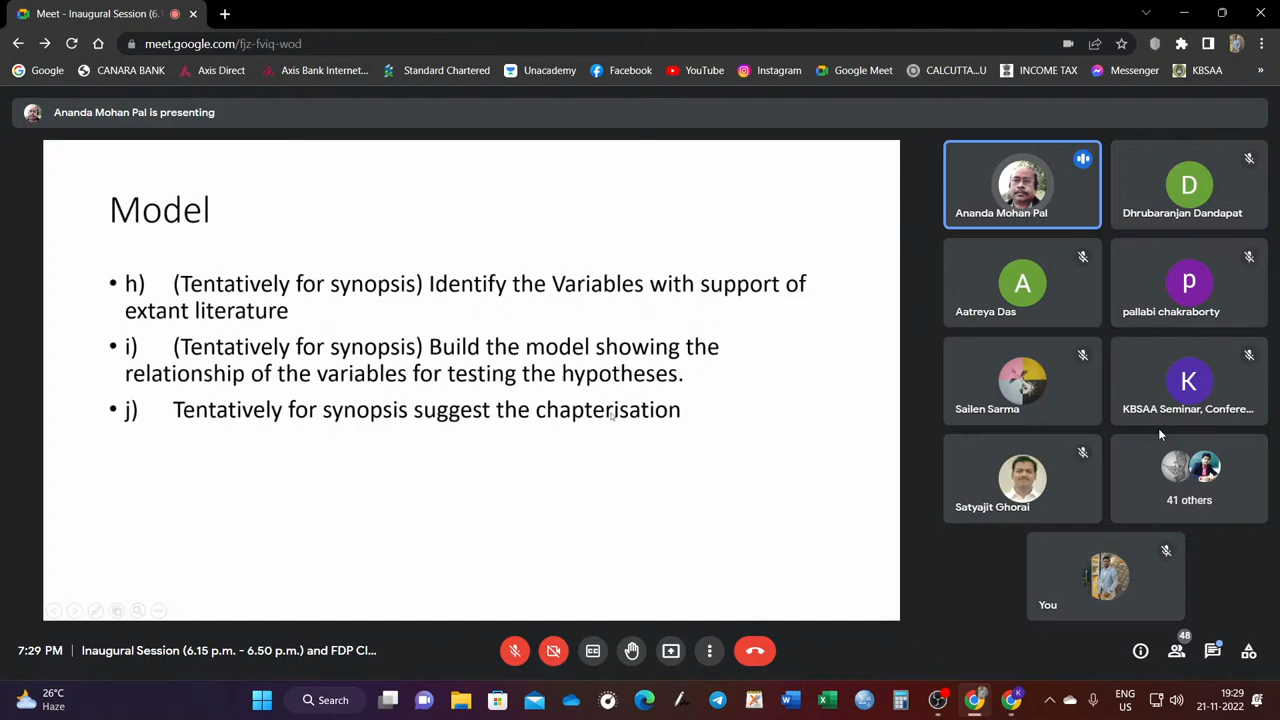 Meet - Inaugural Session (6.1
meet.google.com/fjz-fviq-wod
Google
CANARA BANK
Axis Direct
Axis Bank Internet...
Standard Chartered
Unacademy
Facebook
YouTube
Instagram
Google Meet
CALCUTTA...U
INCOME TAX
Messenger
KBSAA
»
Ananda Mohan Pal is presenting
Model
• h) (Tentatively for synopsis) Identify the Variables with support of
extant literature
• i) (Tentatively for synopsis) Build the model showing the
relationship of the variables for testing the hypotheses.
• j) Tentatively for synopsis suggest the chapterisation
Ananda Mohan Pal
D
Dhrubaranjan Dandapat
A
Aatreya Das
p
pallabi chakraborty
Sailen Sarma
K
KBSAA Seminar, Confere...
Satyajit Ghorai
41 others
You
7:29 PM | Inaugural Session (6.15 p.m. - 6.50 p.m.) and FDP Cl...
48
26°C
Haze
Search
ENG
US
19:29
21-11-2022